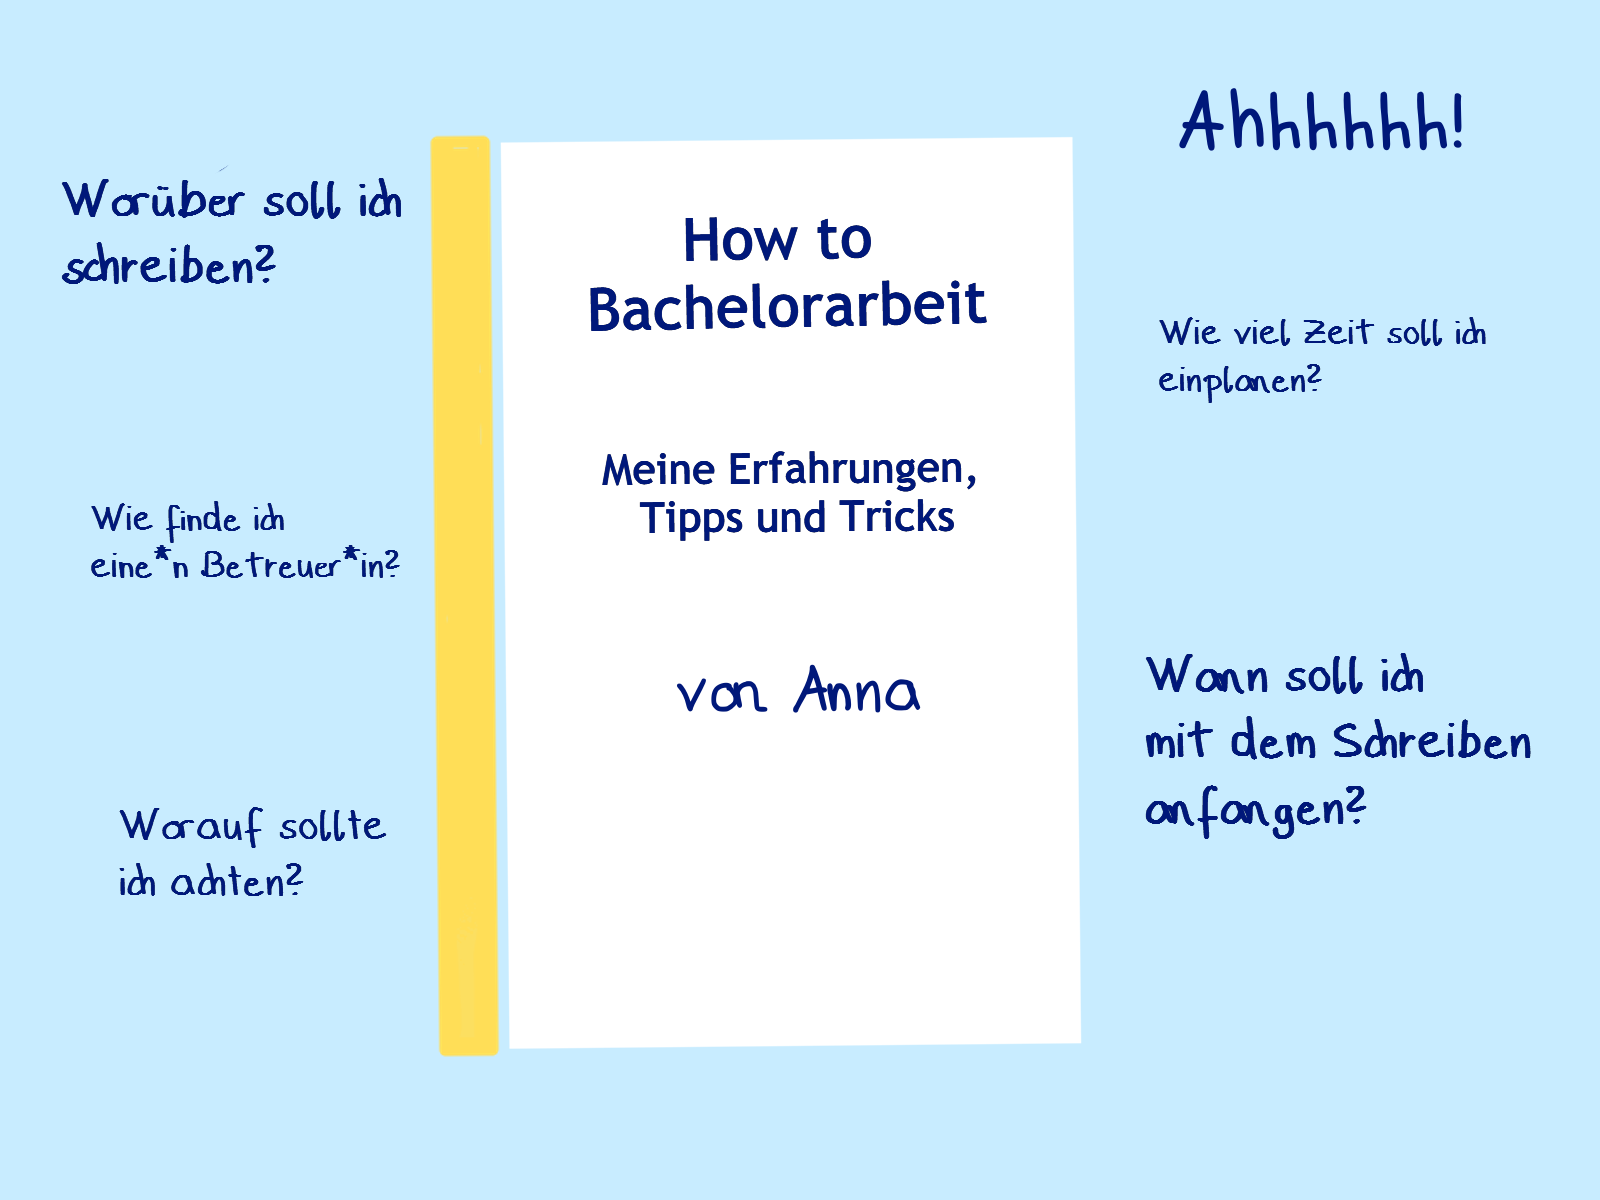 Worüber soll ich
schreiben?
Wie finde ich
eine*n Betreuer*in?
Worauf sollte
ich achten?
How to
Bachelorarbeit
Meine Erfahrungen,
Tipps und Tricks
von Anna
Ahhhhhh!
Wie viel Zeit soll ich
einplanen?
Wann soll ich
mit dem Schreiben
anfangen?